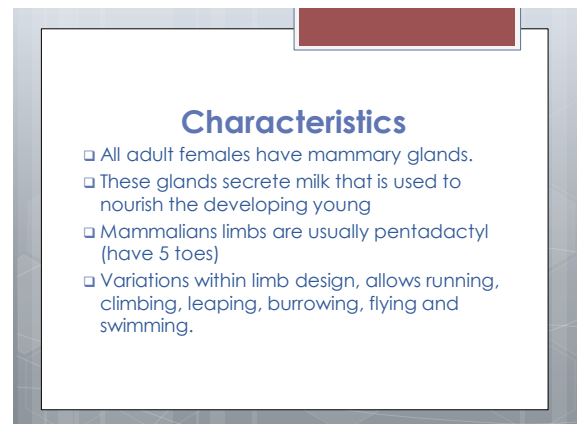 Characteristics
❑ All adult females have mammary glands.
❑ These glands secrete milk that is used to
nourish the developing young
❑ Mammalians limbs are usually pentadactyl
(have 5 toes)
❑ Variations within limb design, allows running,
climbing, leaping, burrowing, flying and
swimming.